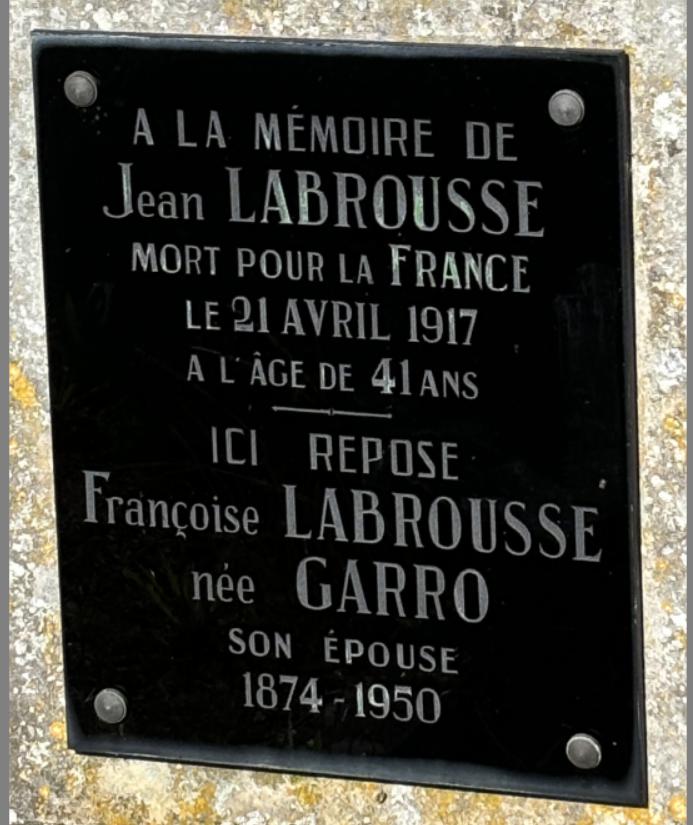 A LA MÉMOIRE DE
Jean LABROUSSE
MORT POUR LA FRANCE
LE 21 AVRIL 1917
A L'ÂGE DE 41 ANS
ICI REPOSE
Françoise LABROUSSE
née GARRO
SON ÉPOUSE
1874-1950